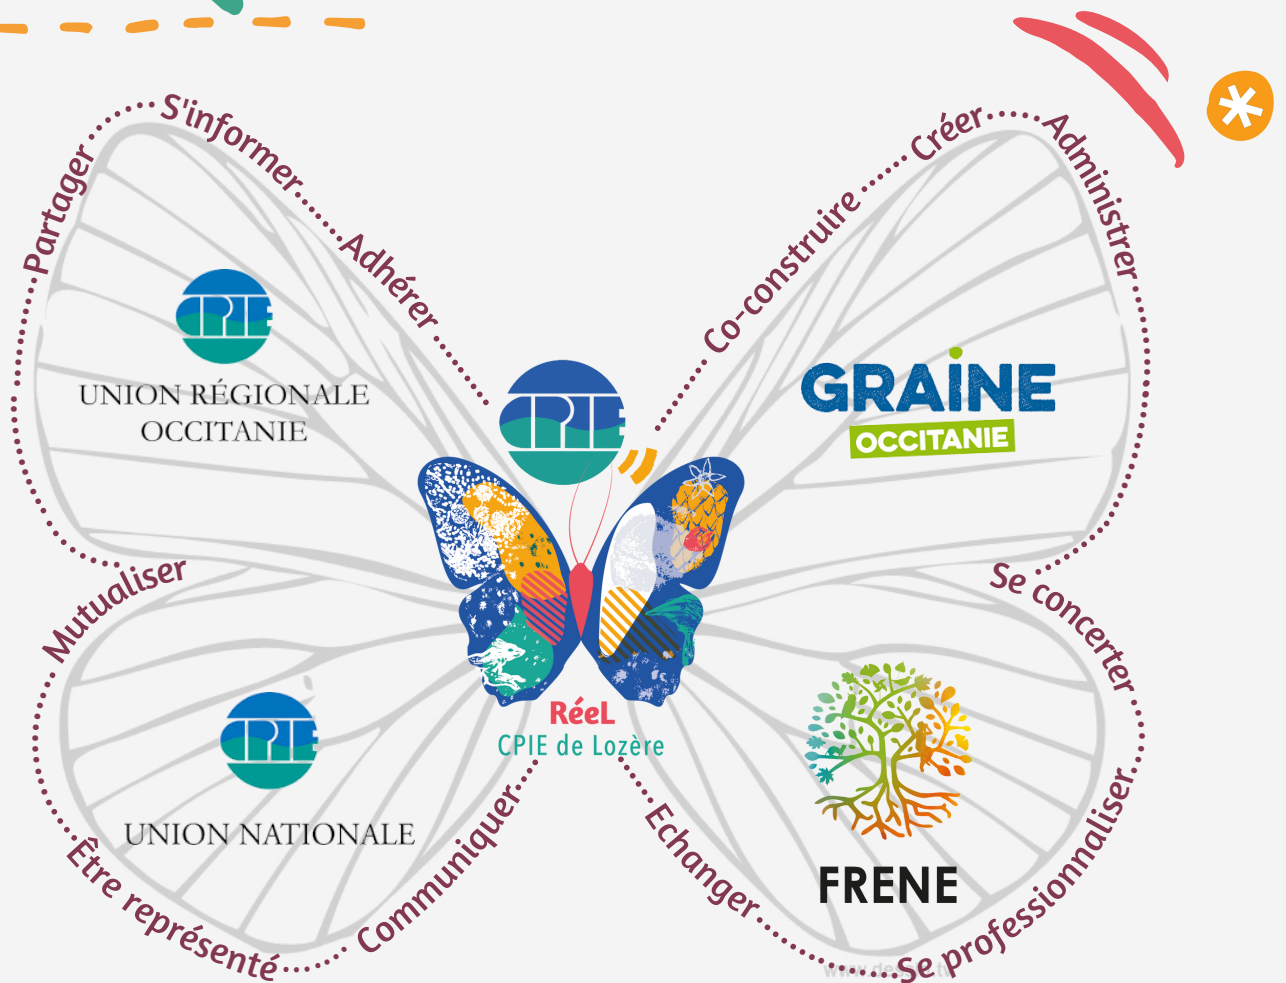 S'informer
Partager
Adhérer
Créer
Administrer
Co-construire
CPIE
UNION RÉGIONALE
OCCITANIE
CPIE
GRAINE
OCCITANIE
Mutualiser
Se concerter
CPIE
UNION NATIONALE
RéeL
CPIE de Lozère
FRENE
Être représenté
Communiquer
Echanger
Se professionnaliser